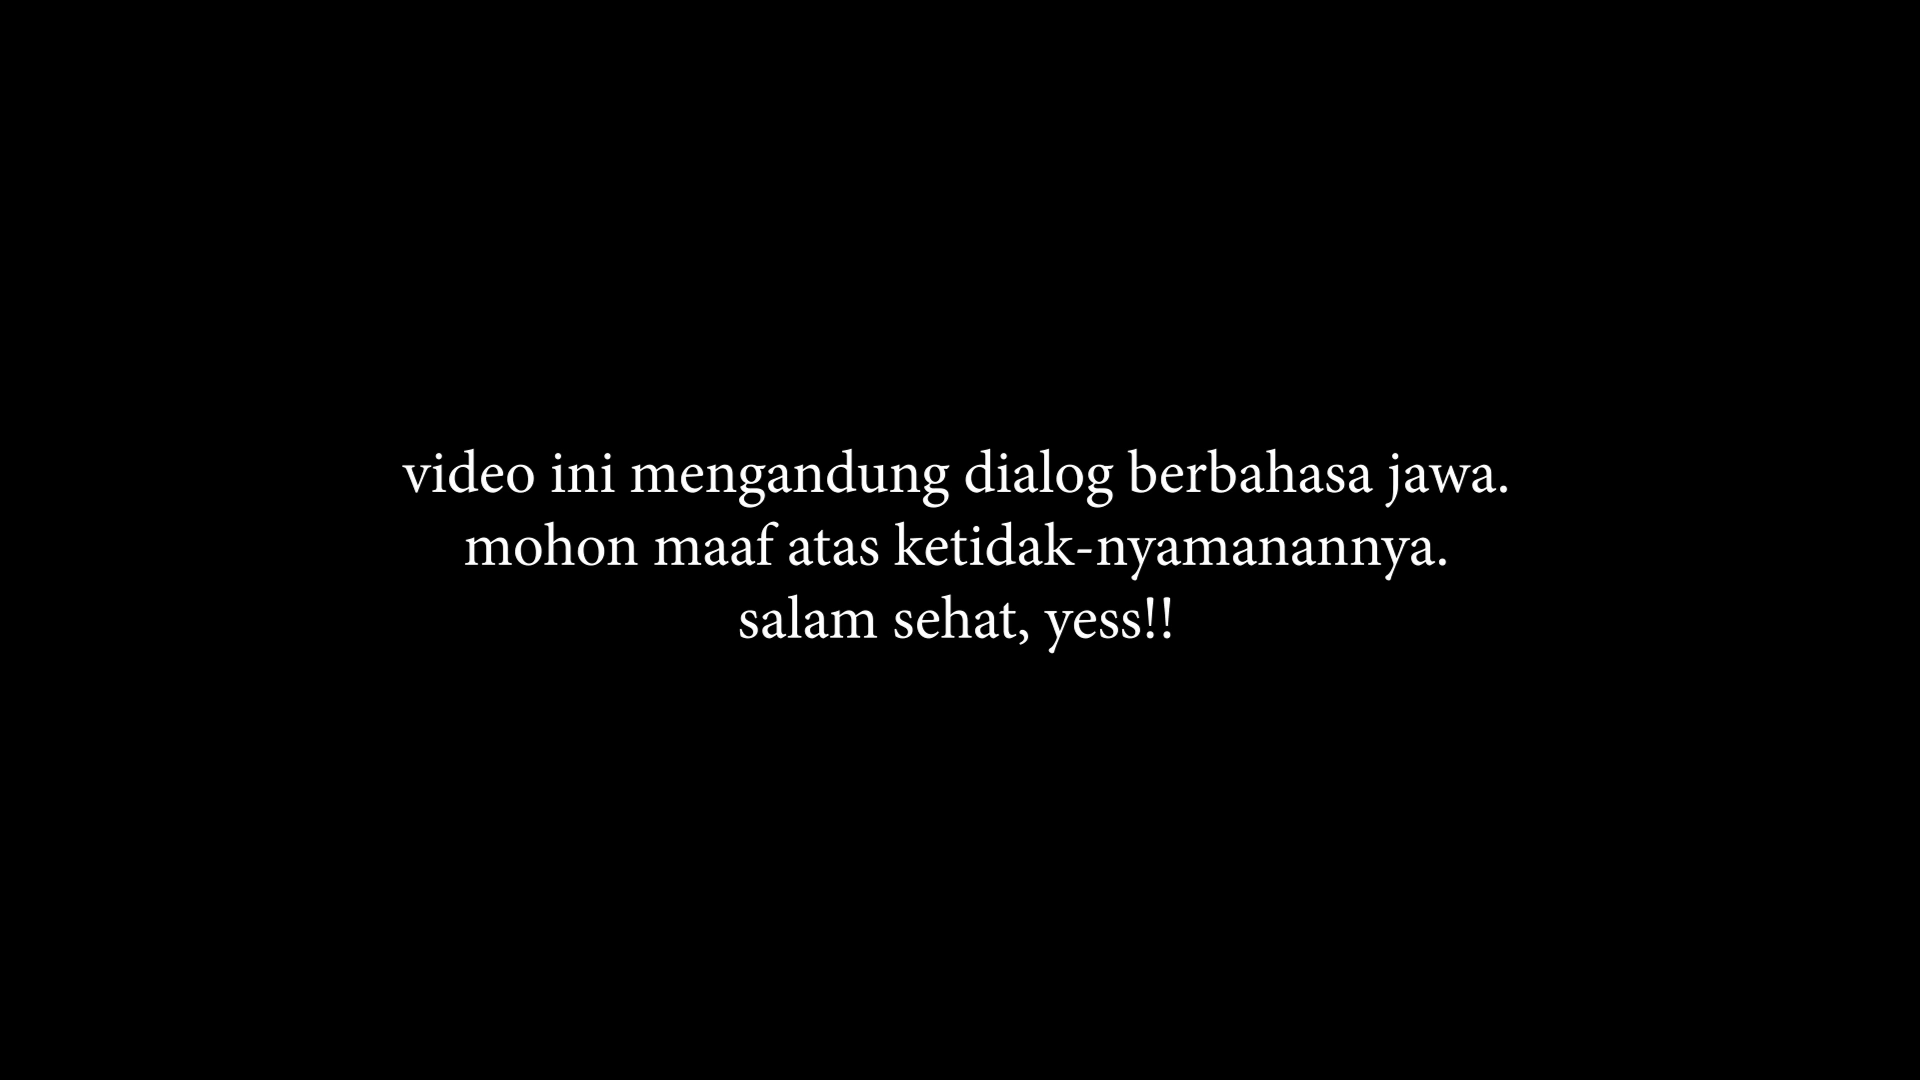 video ini mengandung dialog berbahasa jawa.
mohon maaf atas ketidak-nyamanannya.
salam sehat, yess!!